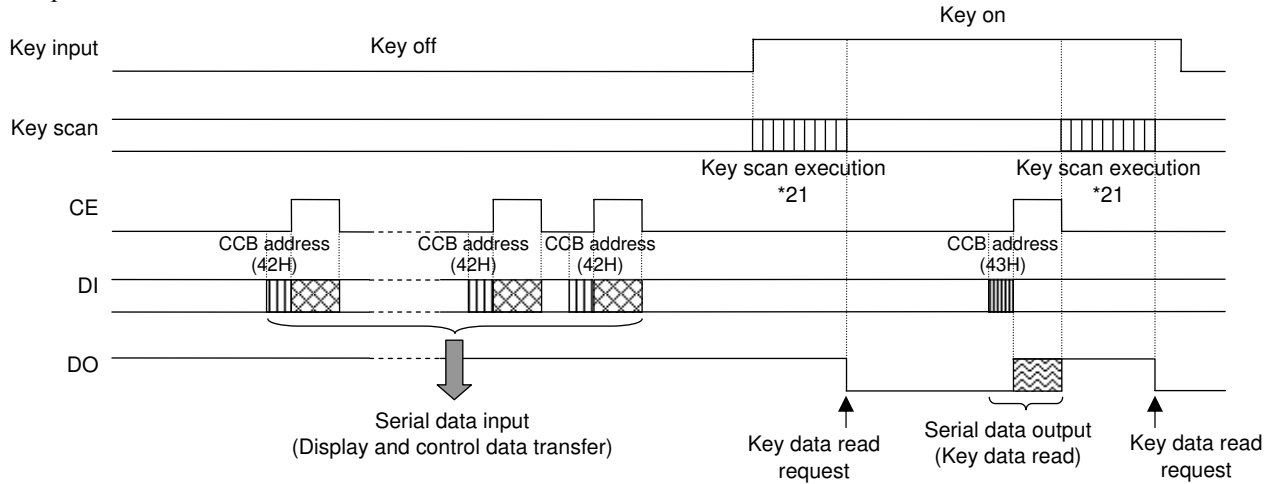 Key on
Key input
Key off
Key scan
Key scan execution
*21
Key scan execution
*21
CE
CCB address
(42H)
CCB address
(42H)
CCB address
(42H)
CCB address
(43H)
DI
DO
Serial data input
(Display and control data transfer)
Key data read
request
Serial data output
(Key data read)
Key data read
request